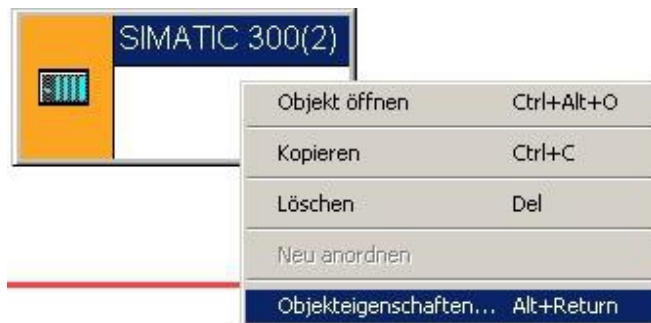 SIMATIC 300(2)
Objekt öffnen Ctrl+Alt+O
Kopieren Ctrl+C
Löschen Del
Neu anordnen
Objekteigenschaften... Alt+Return